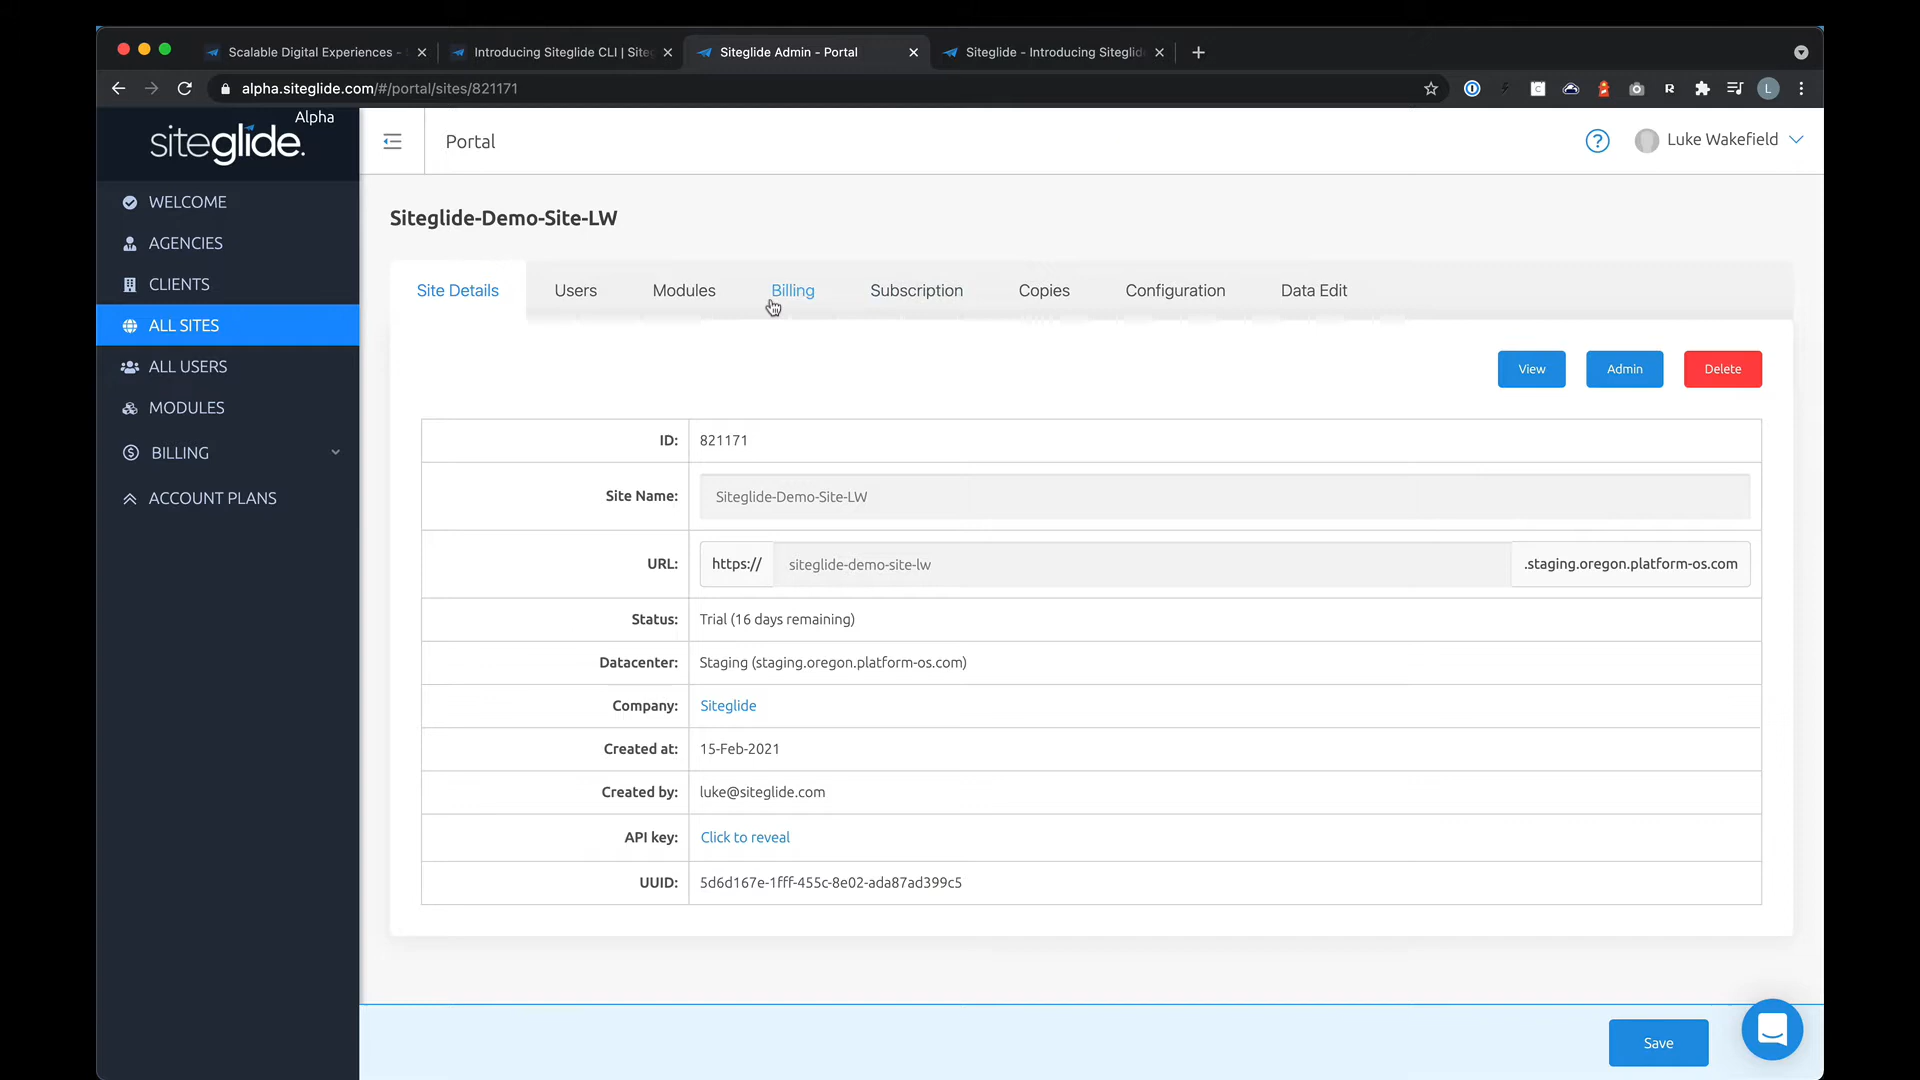 Scalable Digital Experiences -
Introducing Siteglide CLI | Site
Siteglide Admin - Portal
Siteglide - Introducing Siteglid
alpha.siteglide.com/#/portal/sites/821171
L
Alpha
siteglide.
Portal
Luke Wakefield
WELCOME
AGENCIES
CLIENTS
ALL SITES
ALL USERS
MODULES
BILLING
ACCOUNT PLANS
Siteglide-Demo-Site-LW
Site Details Users Modules Billing Subscription Copies Configuration Data Edit
View Admin Delete
ID: 821171
Site Name: Siteglide-Demo-Site-LW
URL: https:// siteglide-demo-site-lw .staging.oregon.platform-os.com
Status: Trial (16 days remaining)
Datacenter: Staging (staging.oregon.platform-os.com)
Company: Siteglide
Created at: 15-Feb-2021
Created by: luke@siteglide.com
API key: Click to reveal
UUID: 5d6d167e-1fff-455c-8e02-ada87ad399c5
Save